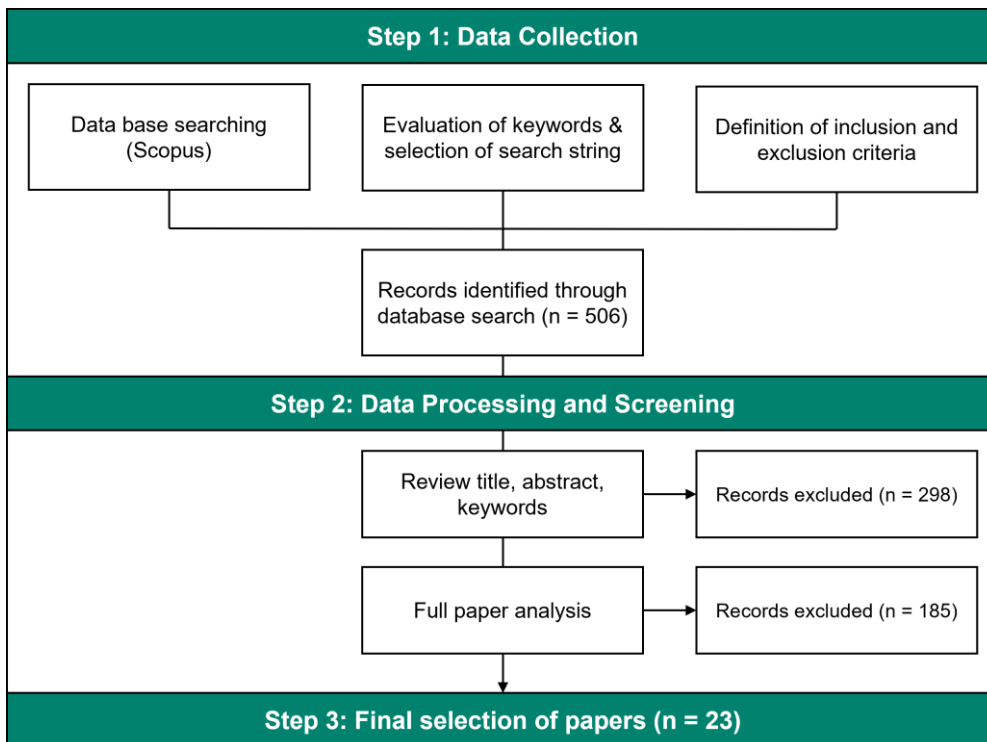 Step 1: Data Collection
Data base searching
(Scopus)
Evaluation of keywords &
selection of search string
Definition of inclusion and
exclusion criteria
Records identified through
database search (n = 506)
Step 2: Data Processing and Screening
Review title, abstract,
keywords
Records excluded (n = 298)
Full paper analysis
Records excluded (n = 185)
Step 3: Final selection of papers (n = 23)